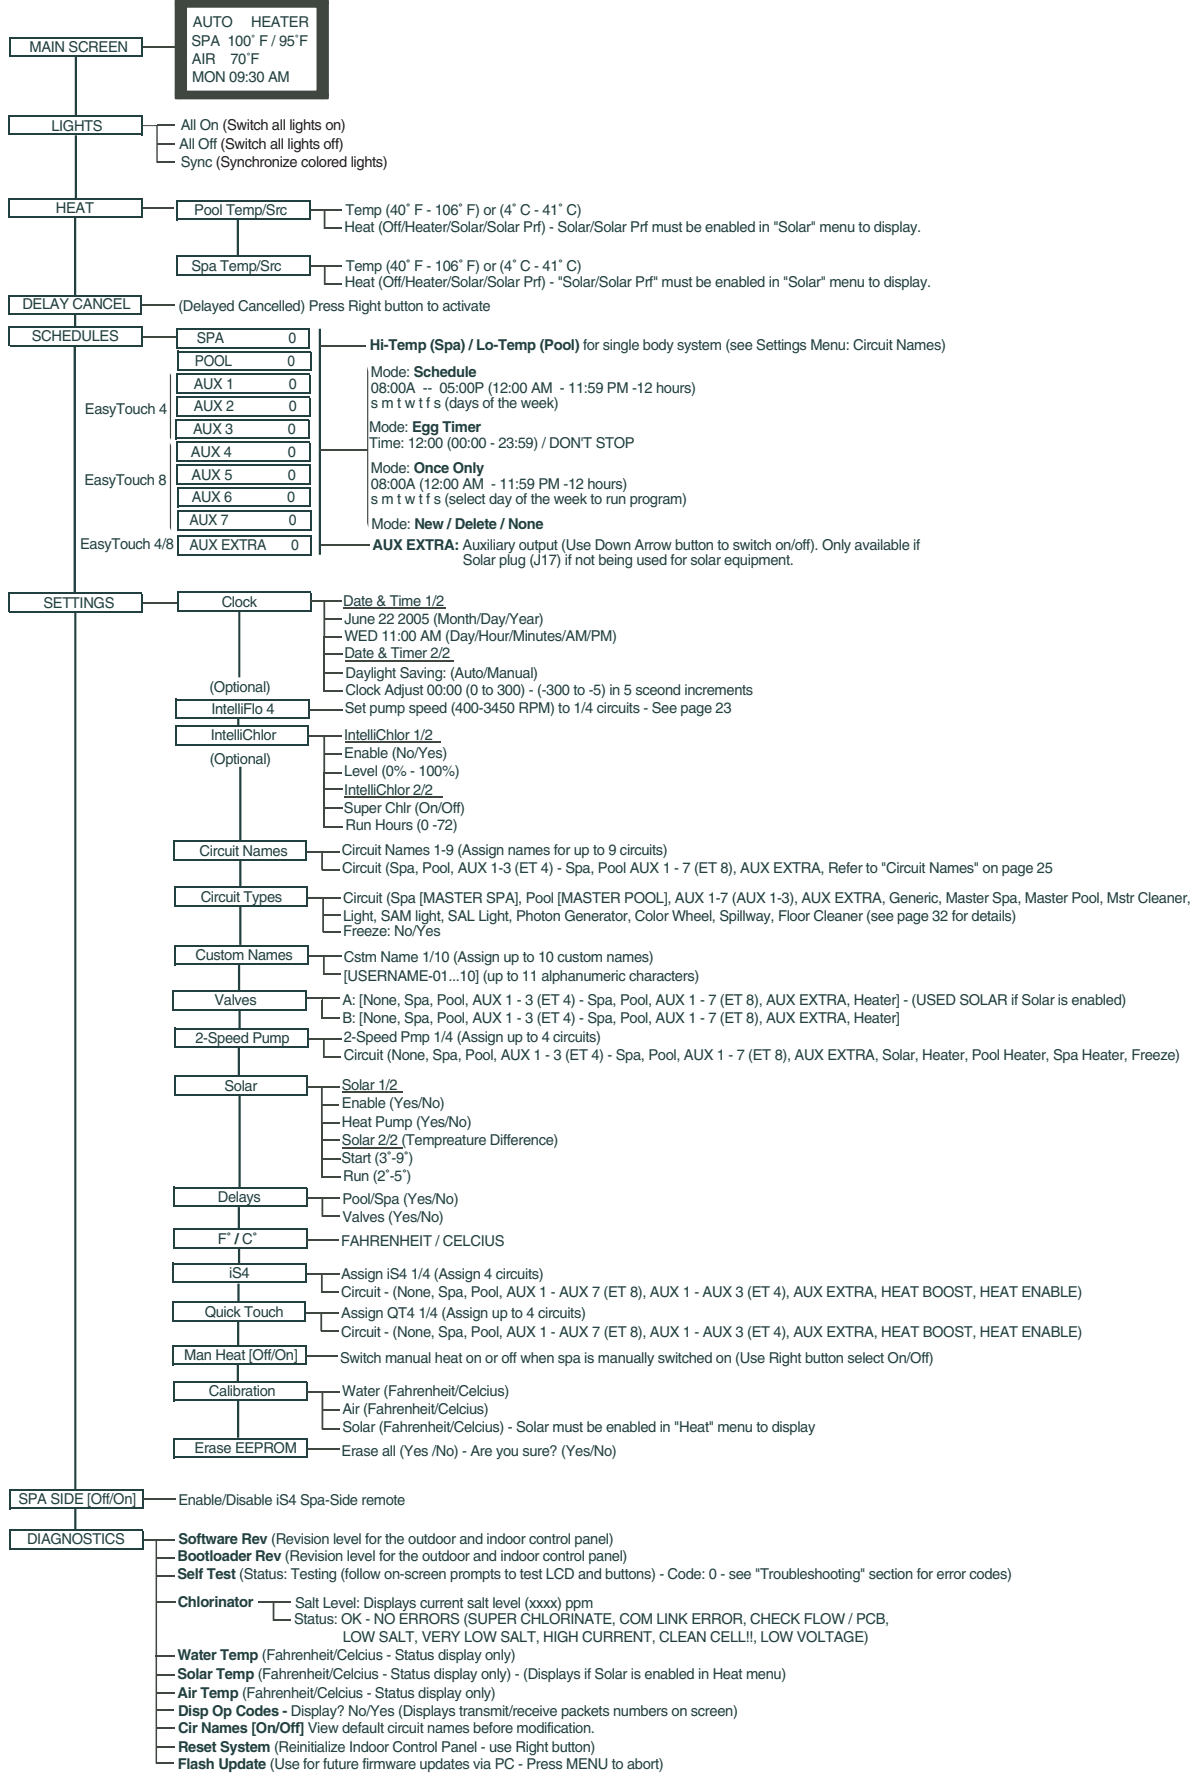 AUTO HEATER
SPA 100˚ F / 95˚F
AIR 70˚F
MON 09:30 AM
MAIN SCREEN
LIGHTS
All On (Switch all lights on)
All Off (Switch all lights off)
Sync (Synchronize colored lights)
HEAT
Pool Temp/Src
Temp (40˚ F - 106˚ F) or (4˚ C - 41˚ C)
Heat (Off/Heater/Solar/Solar Prf) - Solar/Solar Prf must be enabled in "Solar" menu to display.
Spa Temp/Src
Temp (40˚ F - 106˚ F) or (4˚ C - 41˚ C)
Heat (Off/Heater/Solar/Solar Prf) - "Solar/Solar Prf" must be enabled in "Solar" menu to display.
DELAY CANCEL
(Delayed Cancelled) Press Right button to activate
SCHEDULES
SPA 0
POOL 0
AUX 1 0
AUX 2 0
AUX 3 0
AUX 4 0
AUX 5 0
AUX 6 0
AUX 7 0
AUX EXTRA 0
EasyTouch 4
EasyTouch 8
EasyTouch 4/8
Hi-Temp (Spa) / Lo-Temp (Pool) for single body system (see Settings Menu: Circuit Names)
Mode: Schedule
08:00A -- 05:00P (12:00 AM - 11:59 PM -12 hours)
s m t w t f s (days of the week)
Mode: Egg Timer
Time: 12:00 (00:00 - 23:59) / DON'T STOP
Mode: Once Only
08:00A (12:00 AM - 11:59 PM -12 hours)
s m t w t f s (select day of the week to run program)
Mode: New / Delete / None
AUX EXTRA: Auxiliary output (Use Down Arrow button to switch on/off). Only available if
Solar plug (J17) if not being used for solar equipment.
SETTINGS
Clock
Date & Time 1/2
June 22 2005 (Month/Day/Year)
WED 11:00 AM (Day/Hour/Minutes/AM/PM)
Date & Timer 2/2
Daylight Saving: (Auto/Manual)
Clock Adjust 00:00 (0 to 300) - (-300 to -5) in 5 sceond increments
(Optional)
IntelliFlo 4
Set pump speed (400-3450 RPM) to 1/4 circuits - See page 23
IntelliChlor
(Optional)
IntelliChlor 1/2
Enable (No/Yes)
Level (0% - 100%)
IntelliChlor 2/2
Super Chlr (On/Off)
Run Hours (0 -72)
Circuit Names
Circuit Names 1-9 (Assign names for up to 9 circuits)
Circuit (Spa, Pool, AUX 1-3 (ET 4) - Spa, Pool AUX 1 - 7 (ET 8), AUX EXTRA, Refer to "Circuit Names" on page 25
Circuit Types
Circuit (Spa [MASTER SPA], Pool [MASTER POOL], AUX 1-7 (AUX 1-3), AUX EXTRA, Generic, Master Spa, Master Pool, Mstr Cleaner,
Light, SAM light, SAL Light, Photon Generator, Color Wheel, Spillway, Floor Cleaner (see page 32 for details)
Freeze: No/Yes
Custom Names
Cstm Name 1/10 (Assign up to 10 custom names)
[USERNAME-01...10] (up to 11 alphanumeric characters)
Valves
A: [None, Spa, Pool, AUX 1 - 3 (ET 4) - Spa, Pool, AUX 1 - 7 (ET 8), AUX EXTRA, Heater] - (USED SOLAR if Solar is enabled)
B: [None, Spa, Pool, AUX 1 - 3 (ET 4) - Spa, Pool, AUX 1 - 7 (ET 8), AUX EXTRA, Heater]
2-Speed Pump
2-Speed Pmp 1/4 (Assign up to 4 circuits)
Circuit (None, Spa, Pool, AUX 1 - 3 (ET 4) - Spa, Pool, AUX 1 - 7 (ET 8), AUX EXTRA, Solar, Heater, Pool Heater, Spa Heater, Freeze)
Solar
Solar 1/2
Enable (Yes/No)
Heat Pump (Yes/No)
Solar 2/2 (Tempreature Difference)
Start (3˚-9˚)
Run (2˚-5˚)
Delays
Pool/Spa (Yes/No)
Valves (Yes/No)
F˚ / C˚
FAHRENHEIT / CELCIUS
iS4
Assign iS4 1/4 (Assign 4 circuits)
Circuit - (None, Spa, Pool, AUX 1 - AUX 7 (ET 8), AUX 1 - AUX 3 (ET 4), AUX EXTRA, HEAT BOOST, HEAT ENABLE)
Quick Touch
Assign QT4 1/4 (Assign up to 4 circuits)
Circuit - (None, Spa, Pool, AUX 1 - AUX 7 (ET 8), AUX 1 - AUX 3 (ET 4), AUX EXTRA, HEAT BOOST, HEAT ENABLE)
Man Heat [Off/On]
Switch manual heat on or off when spa is manually switched on (Use Right button select On/Off)
Calibration
Water (Fahrenheit/Celcius)
Air (Fahrenheit/Celcius)
Solar (Fahrenheit/Celcius) - Solar must be enabled in "Heat" menu to display
Erase EEPROM
Erase all (Yes /No) - Are you sure? (Yes/No)
SPA SIDE [Off/On]
Enable/Disable iS4 Spa-Side remote
DIAGNOSTICS
Software Rev (Revision level for the outdoor and indoor control panel)
Bootloader Rev (Revision level for the outdoor and indoor control panel)
Self Test (Status: Testing (follow on-screen prompts to test LCD and buttons) - Code: 0 - see "Troubleshooting" section for error codes)
Chlorinator
Salt Level: Displays current salt level (xxxx) ppm
Status: OK - NO ERRORS (SUPER CHLORINATE, COM LINK ERROR, CHECK FLOW / PCB,
LOW SALT, VERY LOW SALT, HIGH CURRENT, CLEAN CELL!!, LOW VOLTAGE)
Water Temp (Fahrenheit/Celcius - Status display only)
Solar Temp (Fahrenheit/Celcius - Status display only) - (Displays if Solar is enabled in Heat menu)
Air Temp (Fahrenheit/Celcius - Status display only)
Disp Op Codes - Display? No/Yes (Displays transmit/receive packets numbers on screen)
Cir Names [On/Off] View default circuit names before modification.
Reset System (Reinitialize Indoor Control Panel - use Right button)
Flash Update (Use for future firmware updates via PC - Press MENU to abort)